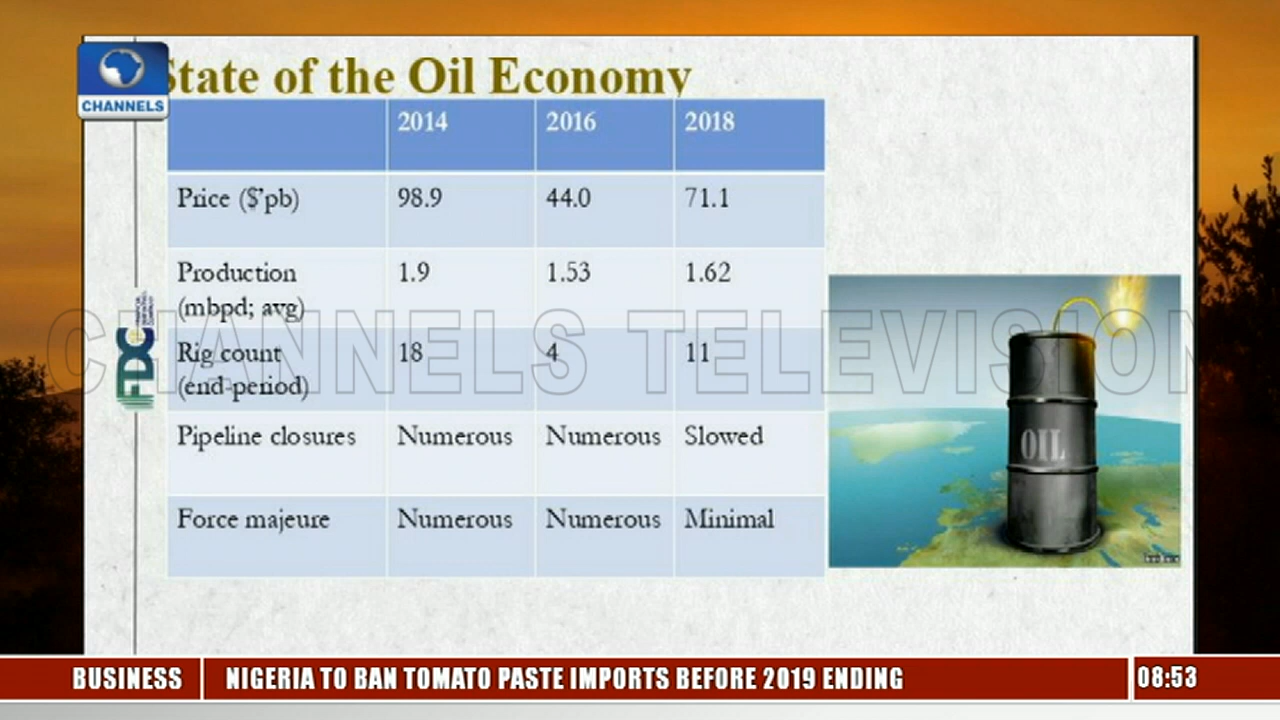 CHANNELS
State of the Oil Economy
2014 2016 2018
Price ($'pb) 98.9 44.0 71.1
Production
(mbpd; avg) 1.9 1.53 1.62
Rig count
(end-period) 18 4 11
Pipeline closures Numerous Numerous Slowed
Force majeure Numerous Numerous Minimal
FDC
OIL
CHANNELS TELEVISION
BUSINESS NIGERIA TO BAN TOMATO PASTE IMPORTS BEFORE 2019 ENDING 08:53